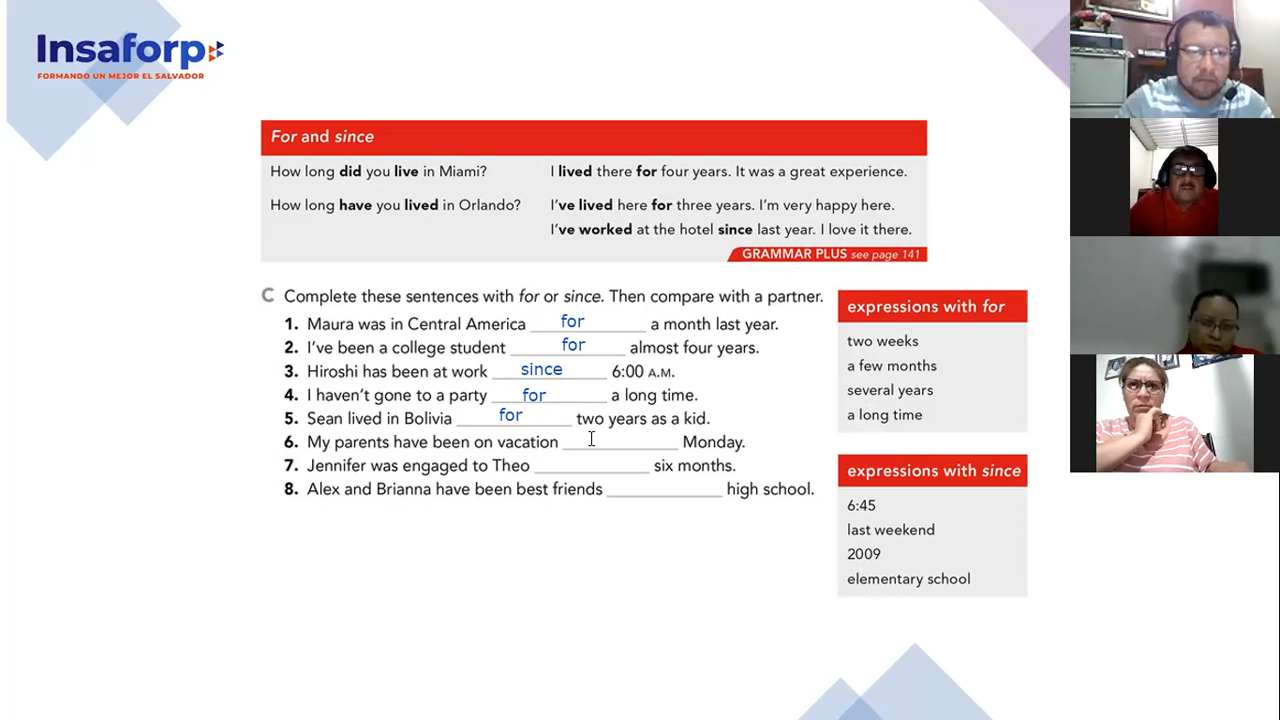 Insaforp
FORMANDO UN MEJOR EL SALVADOR
For and since
How long did you live in Miami? I lived there for four years. It was a great experience.
How long have you lived in Orlando? I've lived here for three years. I'm very happy here.
I've worked at the hotel since last year. I love it there.
GRAMMAR PLUS see page 141
C Complete these sentences with for or since. Then compare with a partner.
1. Maura was in Central America for a month last year.
2. I've been a college student for almost four years.
3. Hiroshi has been at work since 6:00 A.M.
4. I haven't gone to a party for a long time.
5. Sean lived in Bolivia for two years as a kid.
6. My parents have been on vacation ____ Monday.
7. Jennifer was engaged to Theo ____ six months.
8. Alex and Brianna have been best friends ____ high school.
expressions with for
two weeks
a few months
several years
a long time
expressions with since
6:45
last weekend
2009
elementary school